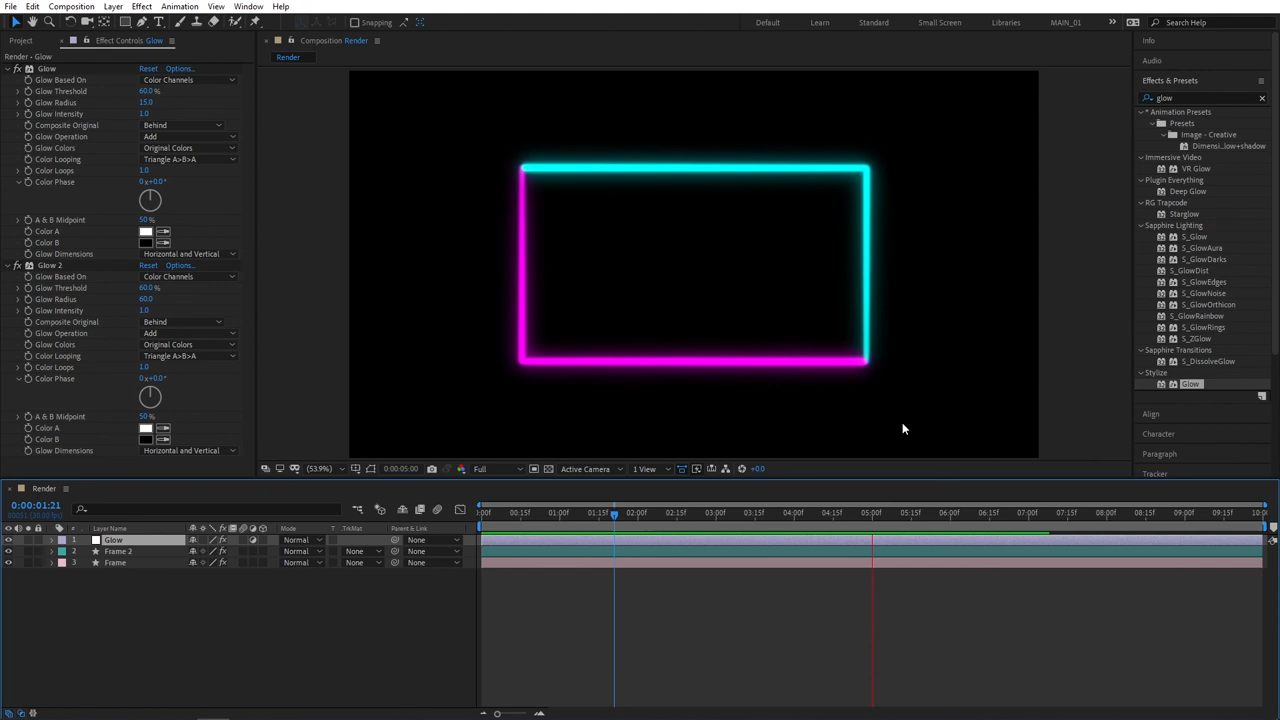 File Edit Composition Layer Effect Animation View Window Help
Snapping Default Learn Standard Small Screen Libraries MAIN_01 Search Help
Project Effect Controls Glow
Composition Render
Info
Render • Glow
Render
Audio
Glow Reset Options...
Glow Based On Color Channels
Glow Threshold 60.0 %
Glow Radius 15.0
Glow Intensity 1.0
Composite Original Behind
Glow Operation Add
Glow Colors Original Colors
Color Looping Triangle A>B>A
Color Loops 1.0
Color Phase 0 x+0.0°
A & B Midpoint 50 %
Color A
Color B
Glow Dimensions Horizontal and Vertical
Glow 2 Reset Options...
Glow Based On Color Channels
Glow Threshold 60.0 %
Glow Radius 60.0
Glow Intensity 1.0
Composite Original Behind
Glow Operation Add
Glow Colors Original Colors
Color Looping Triangle A>B>A
Color Loops 1.0
Color Phase 0 x+0.0°
A & B Midpoint 50 %
Color A
Color B
Glow Dimensions Horizontal and Vertical
Effects & Presets
glow
* Animation Presets
Presets
Image - Creative
Dimensi...low+shadow
Immersive Video
VR Glow
Plugin Everything
Deep Glow
RG Trapcode
Starglow
Sapphire Lighting
S_Glow
S_GlowAura
S_GlowDarks
S_GlowDist
S_GlowEdges
S_GlowNoise
S_GlowOrthicon
S_GlowRainbow
S_GlowRings
S_ZGlow
Sapphire Transitions
S_DissolveGlow
Stylize
Glow
Align
Character
Paragraph
Tracker
(53.9%) 0:00:05:00 Full Active Camera 1 View +0.0
Render
0:00:01:21
00051 (30.00 fps)
:00f 00:15f 01:00f 01:15f 02:00f 02:15f 03:00f 03:15f 04:00f 04:15f 05:00f 05:15f 06:00f 06:15f 07:00f 07:15f 08:00f 08:15f 09:00f 09:15f 10:00
# Layer Name Mode T TrkMat Parent & Link
1 Glow Normal None
2 Frame 2 Normal None None
3 Frame Normal None None